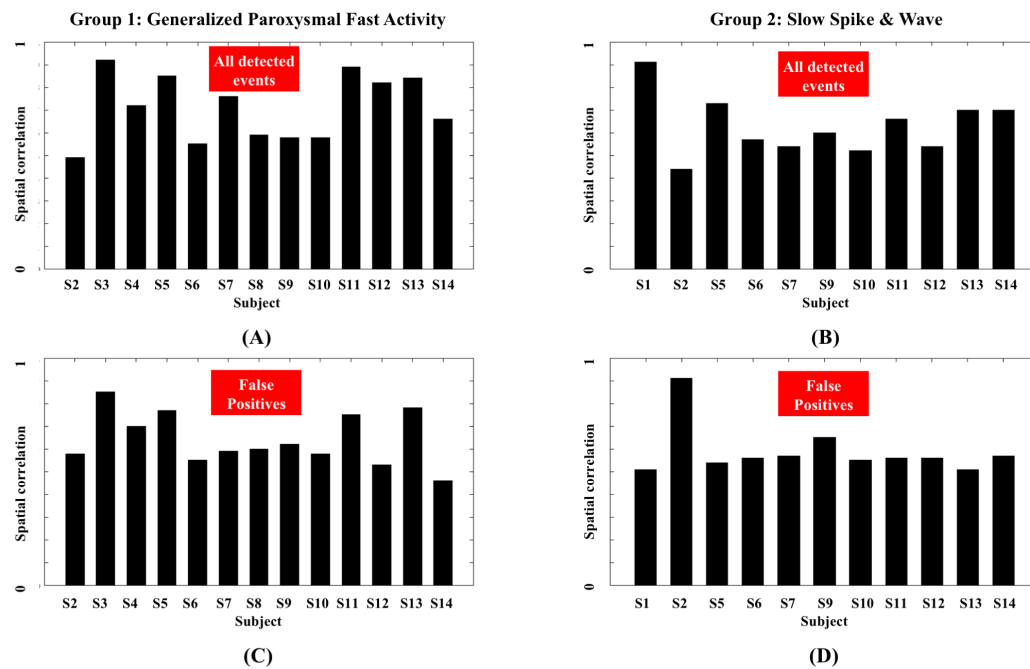 Group 1: Generalized Paroxysmal Fast Activity
Group 2: Slow Spike & Wave
1
Spatial correlation
0
All detected
events
S2 S3 S4 S5 S6 S7 S8 S9 S10 S11 S12 S13 S14
Subject
(A)
1
Spatial correlation
0
All detected
events
S1 S2 S5 S6 S7 S9 S10 S11 S12 S13 S14
Subject
(B)
1
Spatial correlation
0
False
Positives
S2 S3 S4 S5 S6 S7 S8 S9 S10 S11 S12 S13 S14
Subject
(C)
1
Spatial correlation
0
False
Positives
S1 S2 S5 S6 S7 S9 S10 S11 S12 S13 S14
Subject
(D)